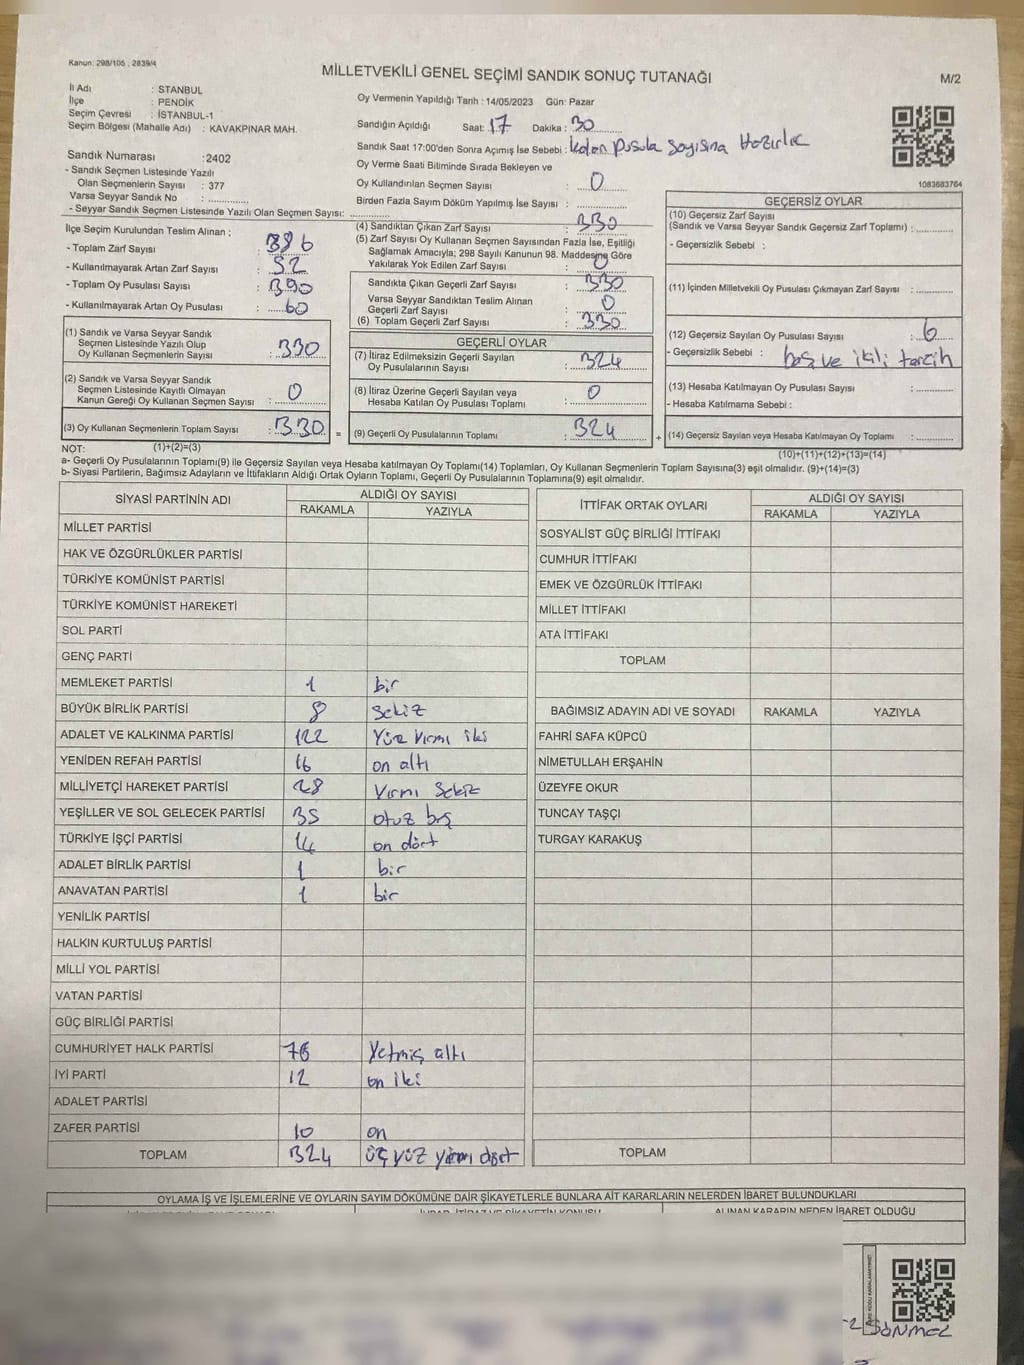 Kanun: 298/105 , 2839/4
MİLLETVEKİLİ GENEL SEÇİMİ SANDIK SONUÇ TUTANAĞI
M/2
İl Adı : STANBUL
İlçe : PENDİK
Seçim Çevresi : İSTANBUL-1
Seçim Bölgesi (Mahalle Adı) : KAVAKPINAR MAH.
Oy Vermenin Yapıldığı Tarih : 14/05/2023 Gün: Pazar
Sandığın Açıldığı Saat: 17 Dakika : 30
Sandık Saat 17:00'den Sonra Açımış İse Sebebi : kalan pusula sayısına Hazırlık
Sandık Numarası : 2402
- Sandık Seçmen Listesinde Yazılı
Olan Seçmenlerin Sayısı : 377
Varsa Seyyar Sandık No :
- Seyyar Sandık Seçmen Listesinde Yazılı Olan Seçmen Sayısı:
Oy Verme Saati Bitiminde Sırada Bekleyen ve
Oy Kullandırılan Seçmen Sayısı : 0
Birden Fazla Sayım Döküm Yapılmış İse Sayısı :
1083683764
İlçe Seçim Kurulundan Teslim Alınan ;
- Toplam Zarf Sayısı : 386
- Kullanılmayarak Artan Zarf Sayısı : 52
- Toplam Oy Pusulası Sayısı : 390
- Kullanılmayarak Artan Oy Pusulası : 60
(4) Sandıktan Çıkan Zarf Sayısı : 330
(5) Zarf Sayısı Oy Kullanan Seçmen Sayısından Fazla İse, Eşitliği
Sağlamak Amacıyla; 298 Sayılı Kanunun 98. Maddesine Göre
Yakılarak Yok Edilen Zarf Sayısı : 0
Sandıkta Çıkan Geçerli Zarf Sayısı : 330
Varsa Seyyar Sandıktan Teslim Alınan
Geçerli Zarf Sayısı : 0
(6) Toplam Geçerli Zarf Sayısı : 330
GEÇERSİZ OYLAR
(10) Geçersiz Zarf Sayısı
(Sandık ve Varsa Seyyar Sandık Geçersiz Zarf Toplamı) :
- Geçersizlik Sebebi :
(11) İçinden Milletvekili Oy Pusulası Çıkmayan Zarf Sayısı :
(12) Geçersiz Sayılan Oy Pusulası Sayısı : 6
- Geçersizlik Sebebi : boş ve ikili tercih
(13) Hesaba Katılmayan Oy Pusulası Sayısı :
- Hesaba Katılmama Sebebi :
(1) Sandık ve Varsa Seyyar Sandık
Seçmen Listesinde Yazılı Olup
Oy Kullanan Seçmenlerin Sayısı : 330
(2) Sandık ve Varsa Seyyar Sandık
Seçmen Listesinde Kayıtlı Olmayan
Kanun Gereği Oy Kullanan Seçmen Sayısı : 0
GEÇERLİ OYLAR
(7) İtiraz Edilmeksizin Geçerli Sayılan
Oy Pusulalarının Sayısı : 324
(8) İtiraz Üzerine Geçerli Sayılan veya
Hesaba Katılan Oy Pusulası Toplamı : 0
(3) Oy Kullanan Seçmenlerin Toplam Sayısı : 330 = (9) Geçerli Oy Pusulalarının Toplamı : 324 + (14) Geçersiz Sayılan veya Hesaba Katılmayan Oy Toplamı :
NOT: (1)+(2)=(3) (10)+(11)+(12)+(13)=(14)
a- Geçerli Oy Pusulalarının Toplamı(9) ile Geçersiz Sayılan veya Hesaba katılmayan Oy Toplamı(14) Toplamları, Oy Kullanan Seçmenlerin Toplam Sayısına(3) eşit olmalıdır. (9)+(14)=(3)
b- Siyasi Partilerin, Bağımsız Adayların ve İttifakların Aldığı Ortak Oyların Toplamı, Geçerli Oy Pusulalarının Toplamına(9) eşit olmalıdır.
SİYASİ PARTİNİN ADI ALDIĞI OY SAYISI
RAKAMLA YAZIYLA
MİLLET PARTİSİ
HAK VE ÖZGÜRLÜKLER PARTİSİ
TÜRKİYE KOMÜNİST PARTİSİ
TÜRKİYE KOMÜNİST HAREKETİ
SOL PARTİ
GENÇ PARTİ
MEMLEKET PARTİSİ 1 bir
BÜYÜK BİRLİK PARTİSİ 8 sekiz
ADALET VE KALKINMA PARTİSİ 122 Yüz Yirmi iki
YENİDEN REFAH PARTİSİ 16 on altı
MİLLİYETÇİ HAREKET PARTİSİ 28 Yirmi sekiz
YEŞİLLER VE SOL GELECEK PARTİSİ 35 otuz beş
TÜRKİYE İŞÇİ PARTİSİ 14 on dört
ADALET BİRLİK PARTİSİ 1 bir
ANAVATAN PARTİSİ 1 bir
YENİLİK PARTİSİ
HALKIN KURTULUŞ PARTİSİ
MİLLİ YOL PARTİSİ
VATAN PARTİSİ
GÜÇ BİRLİĞİ PARTİSİ
CUMHURİYET HALK PARTİSİ 76 Yetmiş altı
İYİ PARTİ 12 on iki
ADALET PARTİSİ
ZAFER PARTİSİ 10 on
TOPLAM 324 üç yüz yirmi dört
İTTİFAK ORTAK OYLARI ALDIĞI OY SAYISI
RAKAMLA YAZIYLA
SOSYALİST GÜÇ BİRLİĞİ İTTİFAKI
CUMHUR İTTİFAKI
EMEK VE ÖZGÜRLÜK İTTİFAKI
MİLLET İTTİFAKI
ATA İTTİFAKI
TOPLAM
BAĞIMSIZ ADAYIN ADI VE SOYADI RAKAMLA YAZIYLA
FAHRİ SAFA KÜPCÜ
NİMETULLAH ERŞAHİN
ÜZEYFE OKUR
TUNCAY TAŞÇI
TURGAY KARAKUŞ
TOPLAM
OYLAMA İŞ VE İŞLEMLERİNE VE OYLARIN SAYIM DÖKÜMÜNE DAİR ŞİKAYETLERLE BUNLARA AİT KARARLARIN NELERDEN İBARET BULUNDUKLARI
ALINAN KARARIN NEDEN İBARET OLDUĞU
SÖNMEZ